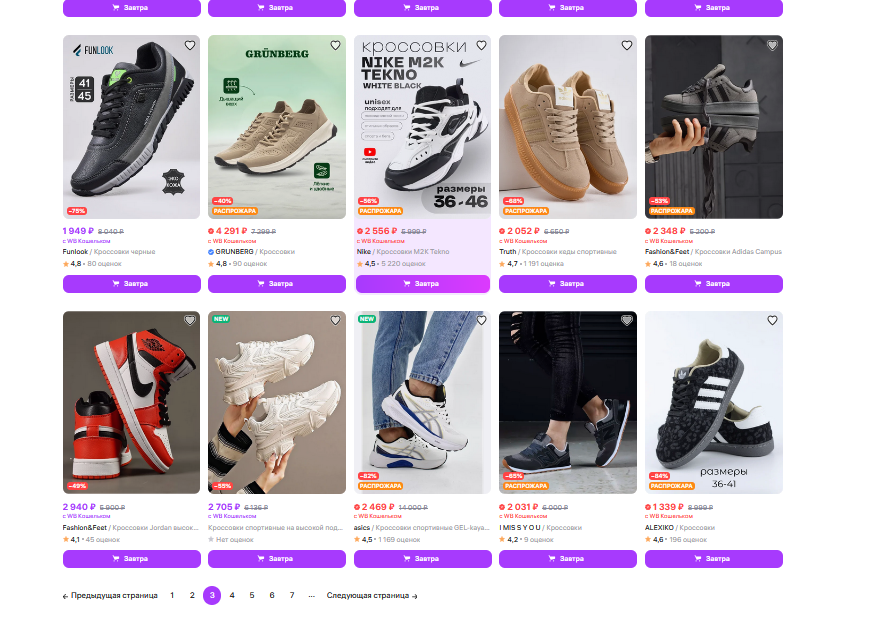 Завтра
Завтра
Завтра
Завтра
Завтра
FUNLOOK
РАЗМЕРЫ
41
45
ЭКО
КОЖА
-75%
1 949 ₽ 8 040 ₽
с WB Кошельком
Funlook / Кроссовки черные
4,8 • 80 оценок
Завтра
GRÜNBERG
Дышащий
верх
Лёгкие
и удобные
-40%
РАСПРОДАЖА
4 291 ₽ 7 299 ₽
с WB Кошельком
GRUNBERG / Кроссовки
4,8 • 90 оценок
Завтра
кроссовки
NIKE M2K
TEKNO
WHITE BLACK
unisex
подходят для
размеры
36-46
-56%
РАСПРОДАЖА
2 556 ₽ 5 999 ₽
с WB Кошельком
Nike / Кроссовки M2K Tekno
4,5 • 5 220 оценок
Завтра
-68%
РАСПРОДАЖА
2 052 ₽ 6 650 ₽
с WB Кошельком
Truth / Кроссовки кеды спортивные
4,7 • 1 191 оценка
Завтра
-53%
РАСПРОДАЖА
2 348 ₽ 5 200 ₽
с WB Кошельком
Fashion&Feet / Кроссовки Adidas Campus
4,6 • 18 оценок
Завтра
-49%
2 940 ₽ 5 900 ₽
с WB Кошельком
Fashion&Feet / Кроссовки Jordan высок...
4,1 • 45 оценок
Завтра
NEW
-55%
2 705 ₽ 6 136 ₽
с WB Кошельком
Кроссовки спортивные на высокой под...
Нет оценок
Завтра
NEW
-82%
РАСПРОДАЖА
2 469 ₽ 14 000 ₽
с WB Кошельком
asics / Кроссовки спортивные GEL-kaya...
4,5 • 1 169 оценок
Завтра
-65%
РАСПРОДАЖА
2 031 ₽ 6 000 ₽
с WB Кошельком
I M I S S Y O U / Кроссовки
4,2 • 9 оценок
Завтра
размеры
36-41
-84%
РАСПРОДАЖА
1 339 ₽ 8 999 ₽
с WB Кошельком
ALEXIKO / Кроссовки
4,6 • 196 оценок
Завтра
← Предыдущая страница 1 2 3 4 5 6 7 ... Следующая страница →